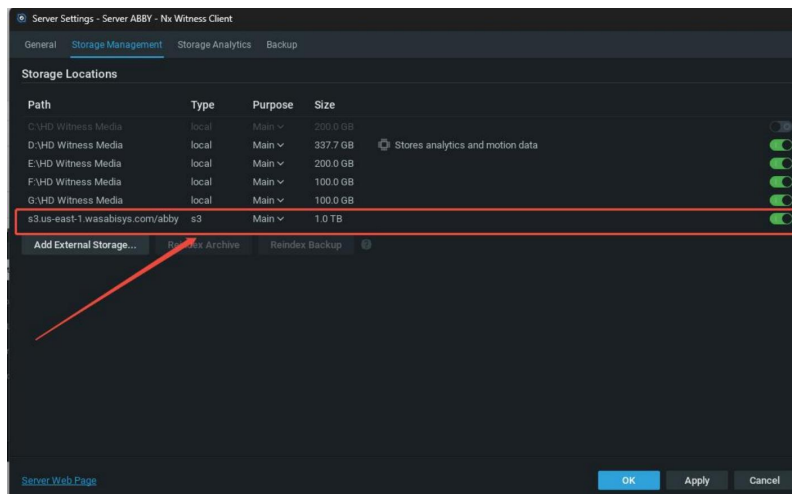 Server Settings - Server ABBY - Nx Witness Client
General Storage Management Storage Analytics Backup
Storage Locations
Path Type Purpose Size
C:\HD Witness Media local Main 200.0 GB
D:\HD Witness Media local Main 337.7 GB Stores analytics and motion data
E:\HD Witness Media local Main 200.0 GB
F:\HD Witness Media local Main 100.0 GB
G:\HD Witness Media local Main 100.0 GB
s3.us-east-1.wasabisys.com/abby s3 Main 1.0 TB
Add External Storage... Reindex Archive Reindex Backup
Server Web Page OK Apply Cancel